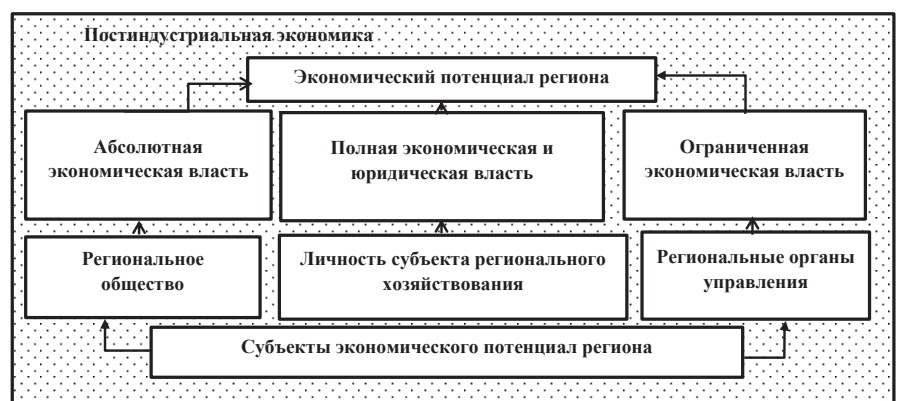 Постиндустриальная экономика
Экономический потенциал региона
Абсолютная
экономическая власть
Полная экономическая и
юридическая власть
Ограниченная
экономическая власть
Региональное
общество
Личность субъекта регионального
хозяйствования
Региональные органы
управления
Субъекты экономического потенциал региона